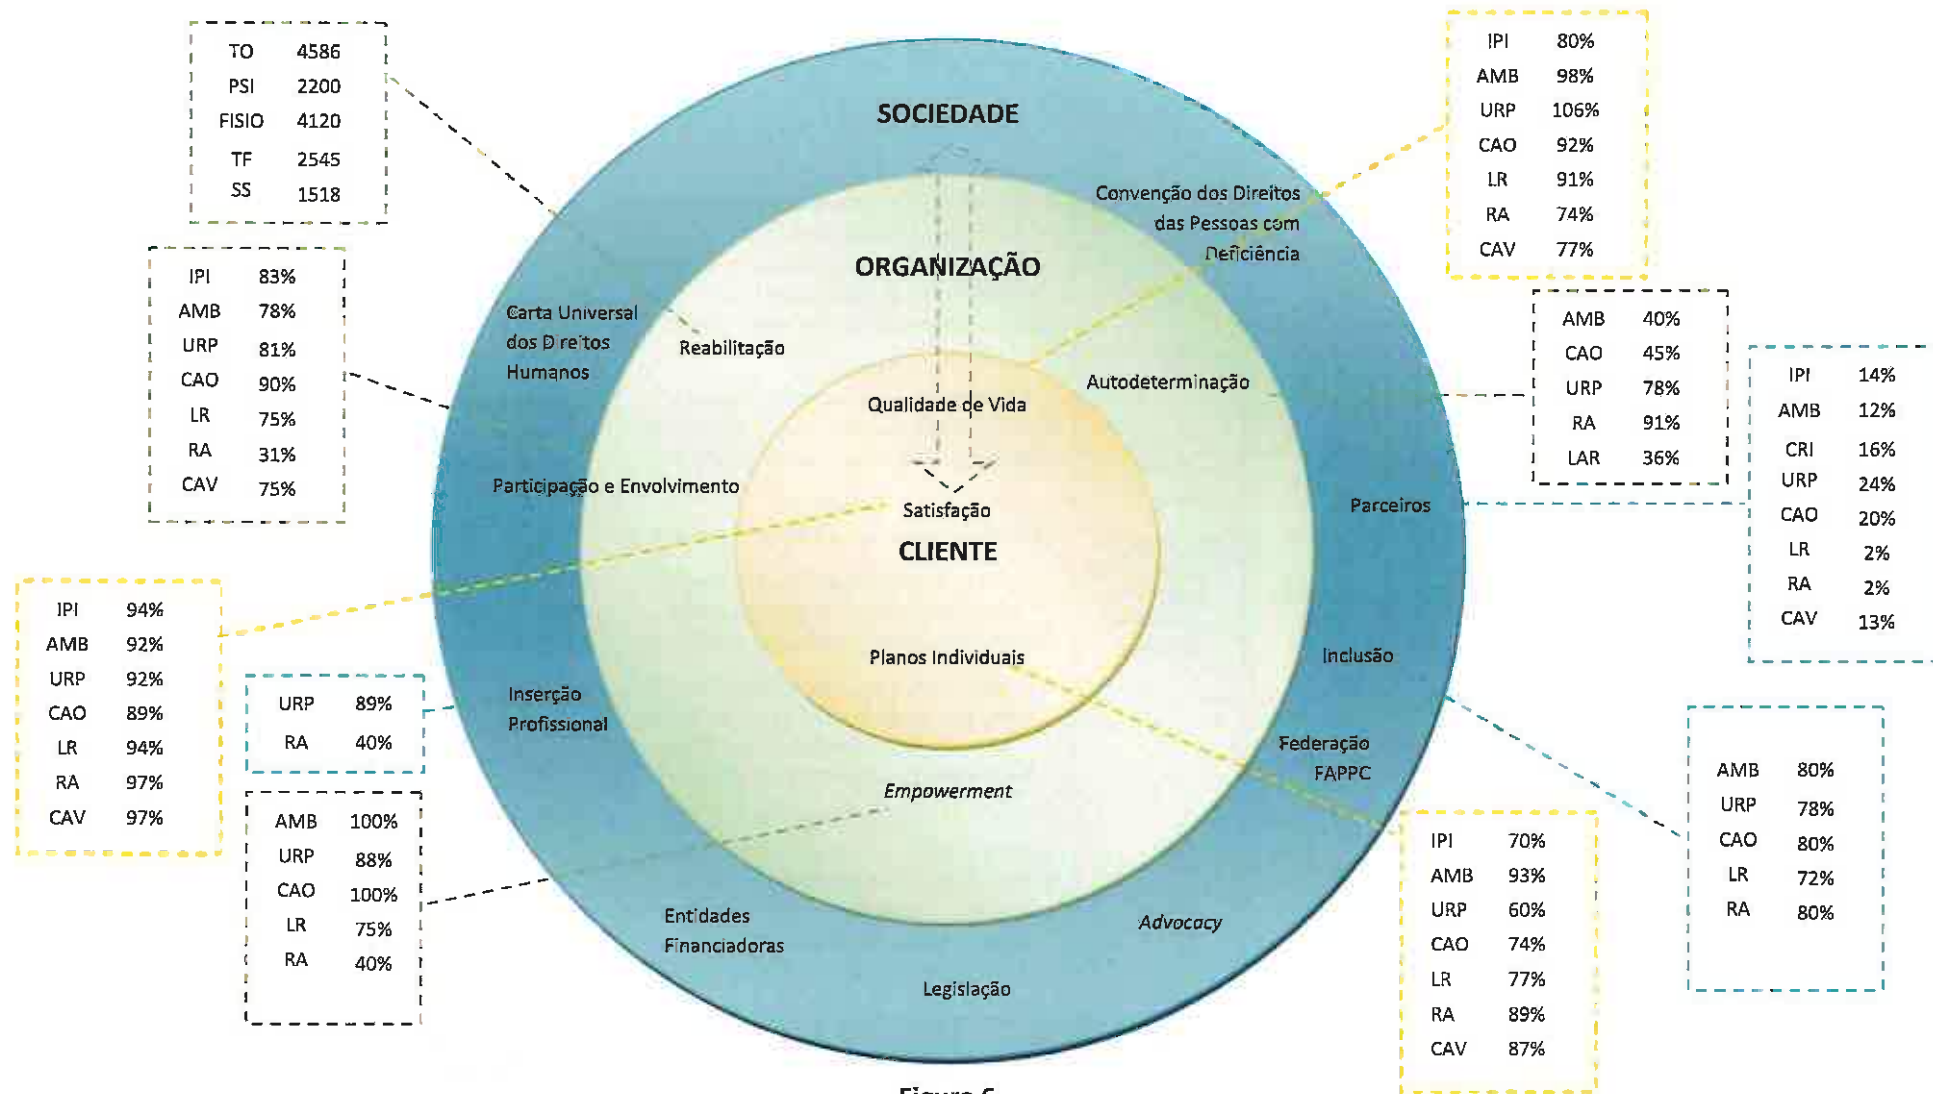 TO 4586
PSI 2200
FISIO 4120
TF 2545
SS 1518
IPI 83%
AMB 78%
URP 81%
CAO 90%
LR 75%
RA 31%
CAV 75%
IPI 94%
AMB 92%
URP 92%
CAO 89%
LR 94%
RA 97%
CAV 97%
URP 89%
RA 40%
AMB 100%
URP 88%
CAO 100%
LR 75%
RA 40%
SOCIEDADE
Convenção dos Direitos
das Pessoas com
Deficiência
ORGANIZAÇÃO
Carta Universal
dos Direitos
Humanos
Reabilitação
Autodeterminação
Qualidade de Vida
Participação e Envolvimento
Satisfação
CLIENTE
Parceiros
Planos Individuais
Inclusão
Inserção
Profissional
Federação
FAPPC
Empowerment
Entidades
Financiadoras
Advocacy
Legislação
IPI 80%
AMB 98%
URP 106%
CAO 92%
LR 91%
RA 74%
CAV 77%
AMB 40%
CAO 45%
URP 78%
RA 91%
LAR 36%
IPI 14%
AMB 12%
CRI 16%
URP 24%
CAO 20%
LR 2%
RA 2%
CAV 13%
AMB 80%
URP 78%
CAO 80%
LR 72%
RA 80%
IPI 70%
AMB 93%
URP 60%
CAO 74%
LR 77%
RA 89%
CAV 87%